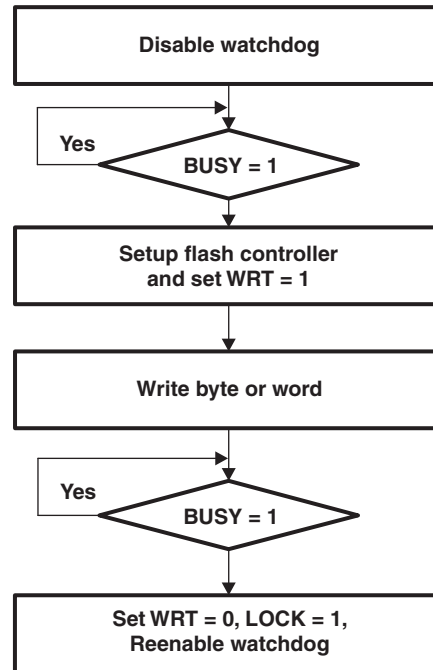 Disable watchdog
Yes
BUSY = 1
Setup flash controller
and set WRT = 1
Write byte or word
Yes
BUSY = 1
Set WRT = 0, LOCK = 1,
Reenable watchdog